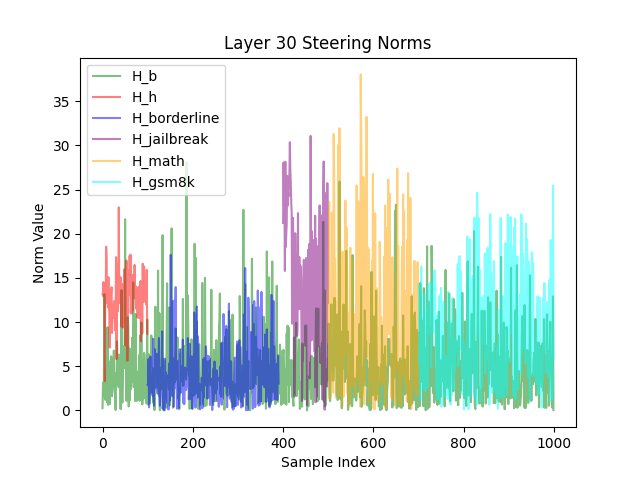 Layer 30 Steering Norms
H_b
H_h
H_borderline
H_jailbreak
H_math
H_gsm8k
Norm Value
35
30
25
20
15
10
5
0
0 200 400 600 800 1000
Sample Index